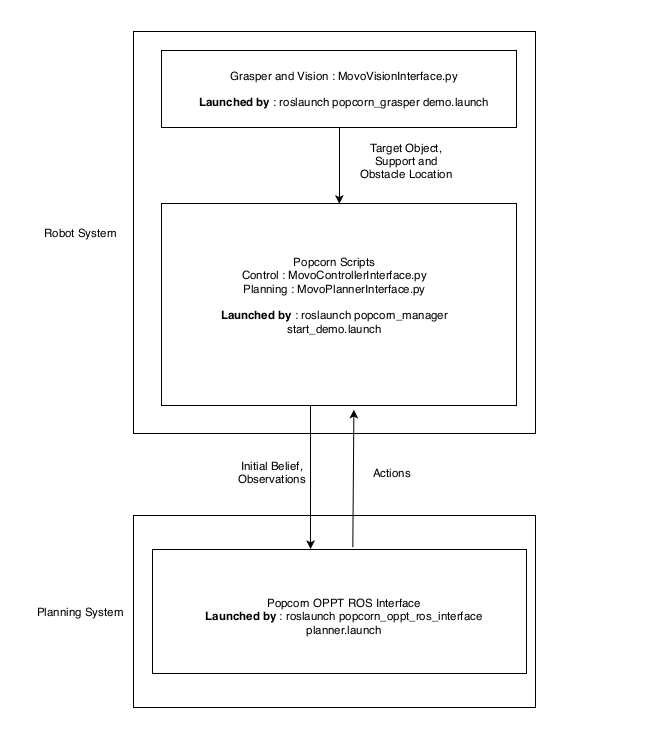 Grasper and Vision : MovoVisionInterface.py
Launched by : roslaunch popcorn_grasper demo.launch
Target Object,
Support and
Obstacle Location
Robot System
Popcorn Scripts
Control : MovoControllerInterface.py
Planning : MovoPlannerInterface.py
Launched by : roslaunch popcorn_manager
start_demo.launch
Initial Belief,
Observations
Actions
Planning System
Popcorn OPPT ROS Interface
Launched by : roslaunch popcorn_oppt_ros_interface
planner.launch